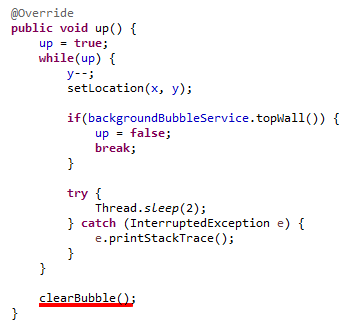 @Override
public void up() {
    up = true;
    while(up) {
        y--;
        setLocation(x, y);

        if(backgroundBubbleService.topWall()) {
            up = false;
            break;
        }

        try {
            Thread.sleep(2);
        } catch (InterruptedException e) {
            e.printStackTrace();
        }
    }

    clearBubble();
}